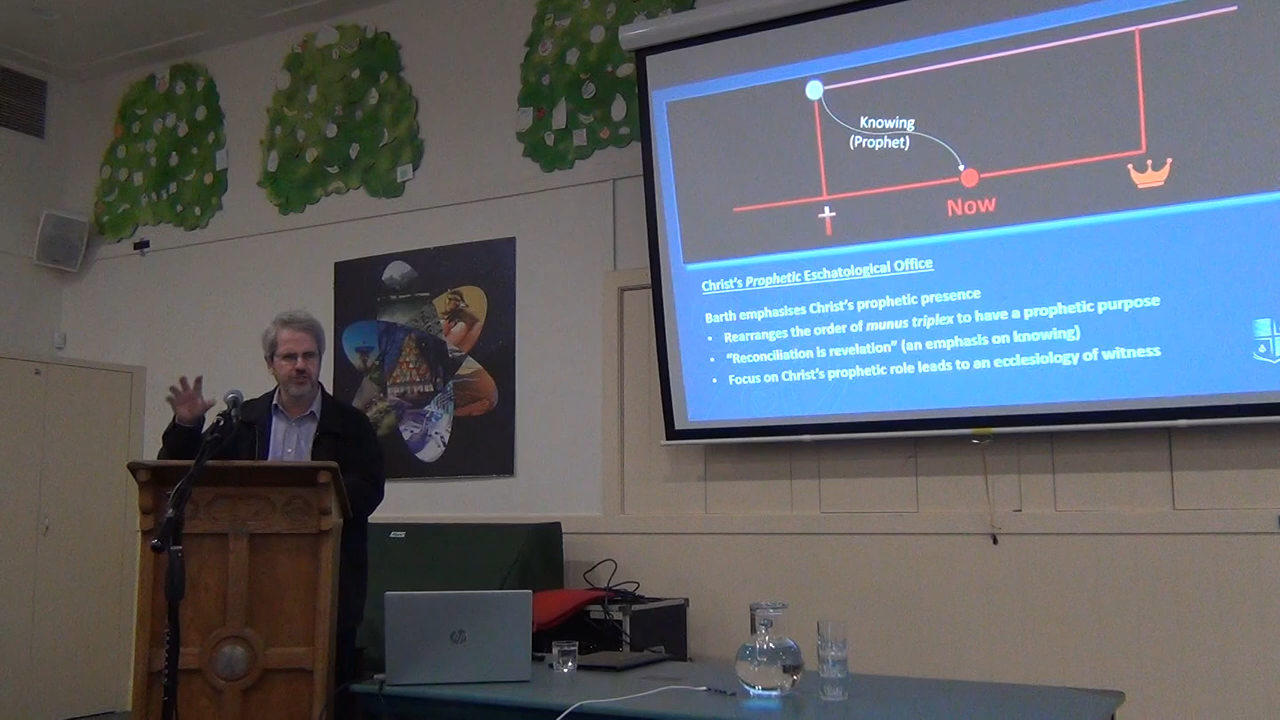 Knowing
(Prophet)
Now
Christ's Prophetic Eschatological Office
Barth emphasises Christ's prophetic presence
• Rearranges the order of munus triplex to have a prophetic purpose
• "Reconciliation is revelation" (an emphasis on knowing)
• Focus on Christ's prophetic role leads to an ecclesiology of witness
hp